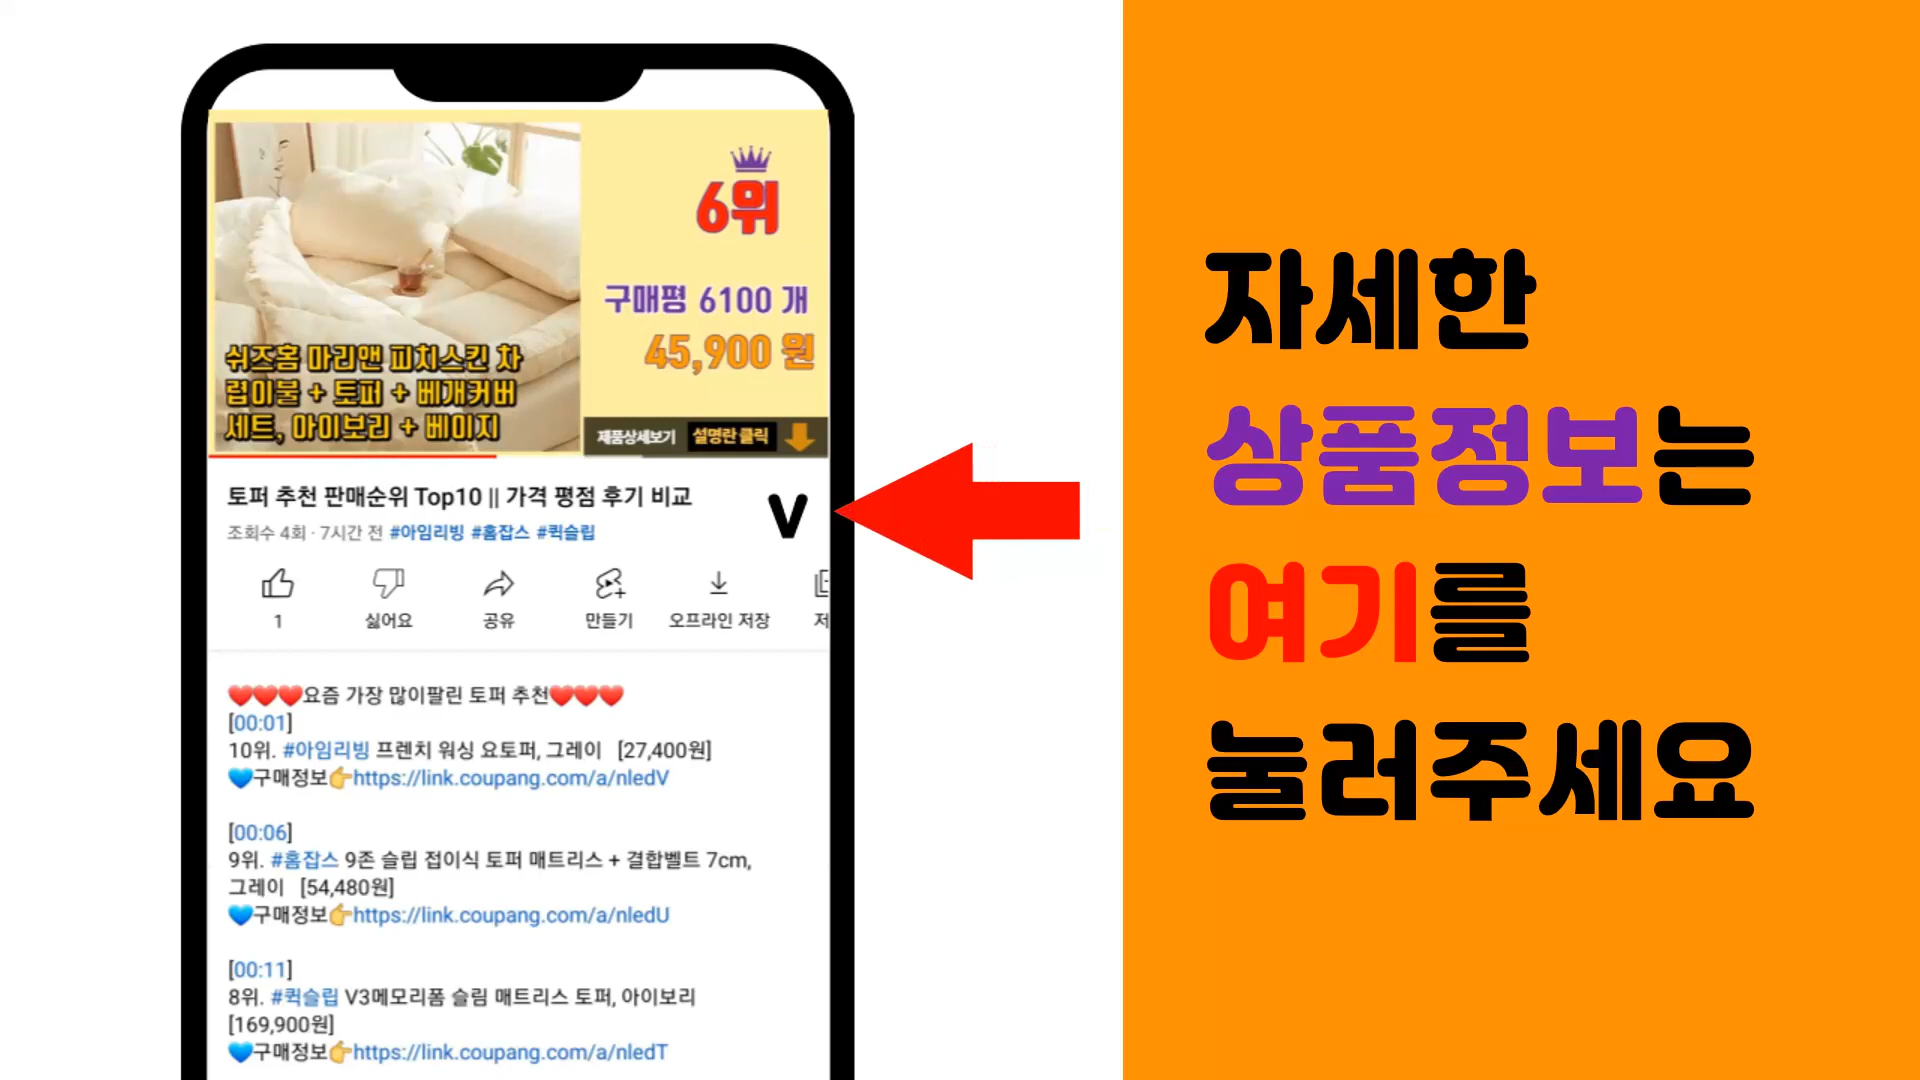 6위
구매평 6100 개
45,900 원
쉬즈홈 마리앤 피치스킨 차
렵이불 + 토퍼 + 베개커버
세트, 아이보리 + 베이지
제품상세보기 설명란 클릭
토퍼 추천 판매순위 Top10 || 가격 평점 후기 비교
V
조회수 4회 · 7시간 전 #아임리빙 #홈잡스 #퀵슬립
1 싫어요 공유 만들기 오프라인 저장 저
❤️❤️❤️요즘 가장 많이팔린 토퍼 추천❤️❤️❤️
[00:01]
10위. #아임리빙 프렌치 워싱 요토퍼, 그레이 [27,400원]
💙구매정보👉https://link.coupang.com/a/nledV
[00:06]
9위. #홈잡스 9존 슬립 접이식 토퍼 매트리스 + 결합벨트 7cm,
그레이 [54,480원]
💙구매정보👉https://link.coupang.com/a/nledU
[00:11]
8위. #퀵슬립 V3메모리폼 슬림 매트리스 토퍼, 아이보리
[169,900원]
💙구매정보👉https://link.coupang.com/a/nledT
자세한
상품정보는
여기를
눌러주세요